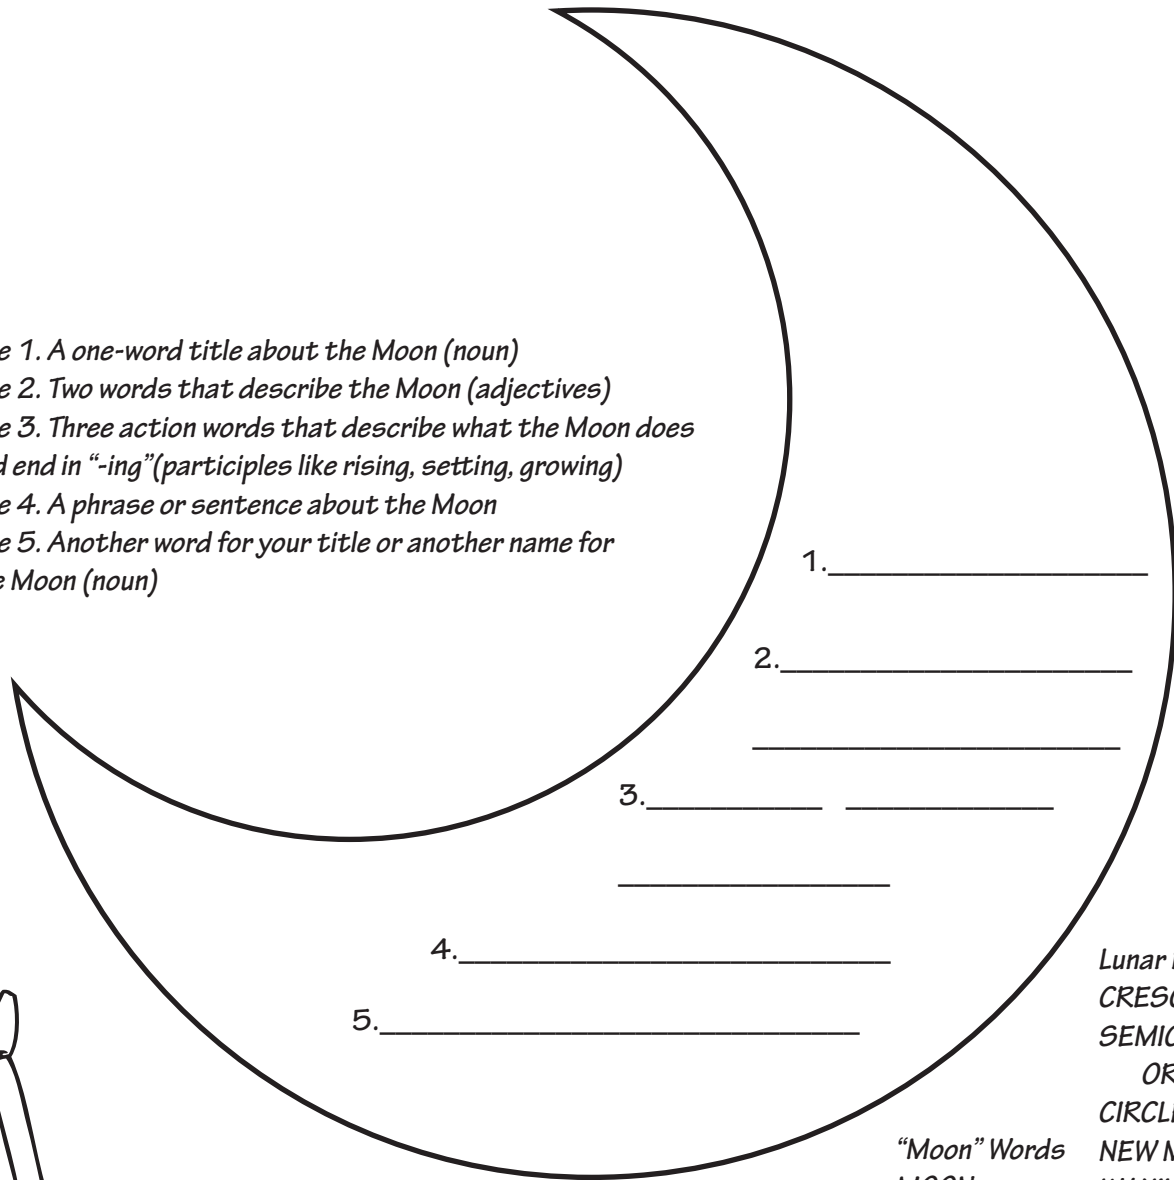 e 1. A one-word title about the Moon (noun)
e 2. Two words that describe the Moon (adjectives)
e 3. Three action words that describe what the Moon does
d end in “-ing”(participles like rising, setting, growing)
e 4. A phrase or sentence about the Moon
e 5. Another word for your title or another name for
e Moon (noun)
1.
2.
3.
4.
5.
“Moon” Words
Lunar
CRESC
SEMIC
OR
CIRCL
NEW M